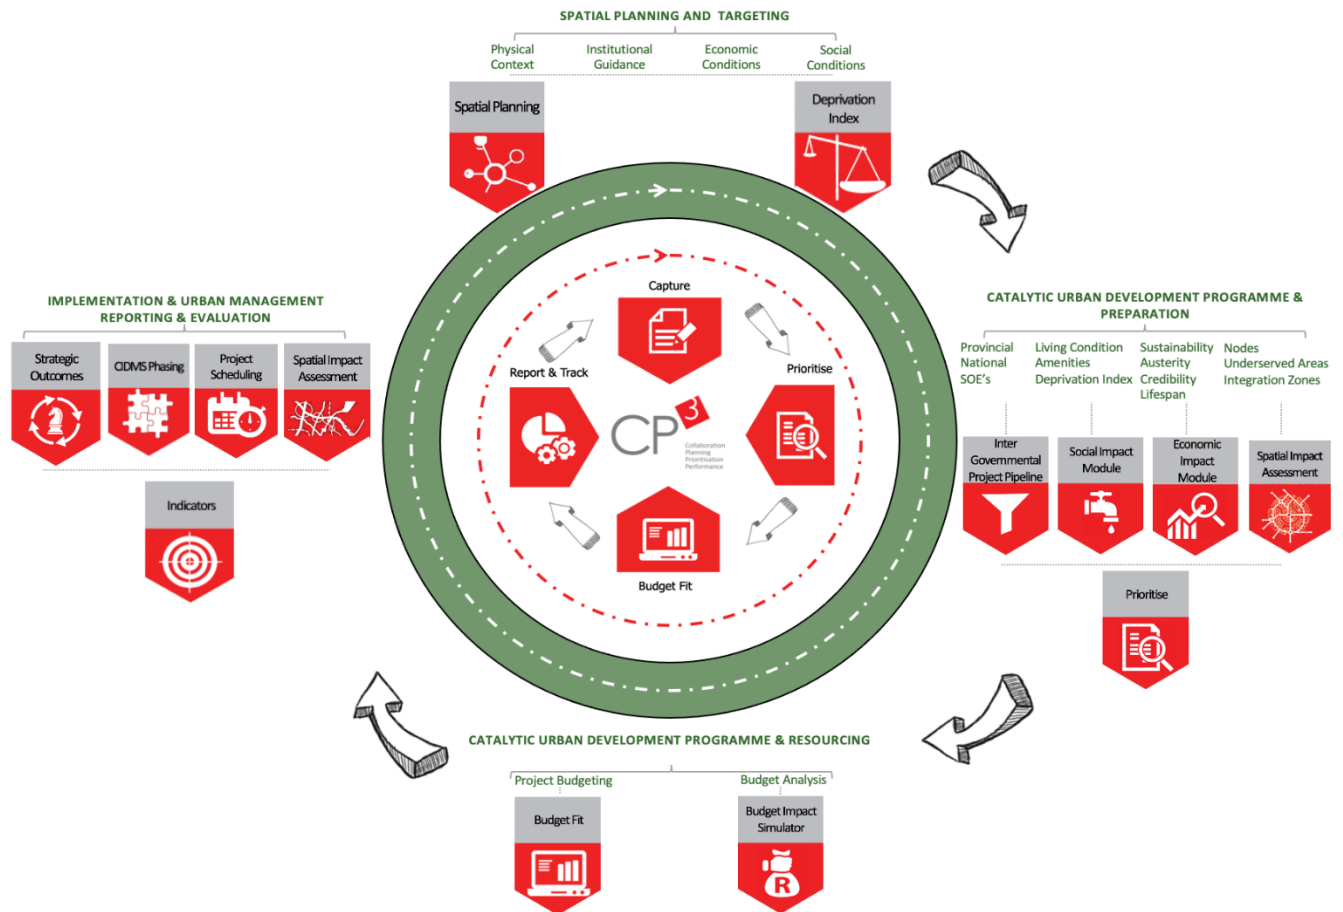 SPATIAL PLANNING AND TARGETING
Physical
Context
Institutional
Guidance
Economic
Conditions
Social
Conditions
Spatial Planning
Deprivation
Index
IMPLEMENTATION & URBAN MANAGEMENT
REPORTING & EVALUATION
Strategic
Outcomes
CIDMS Phasing
Project
Scheduling
Spatial Impact
Assessment
Indicators
Capture
Report & Track
Prioritise
CP3
Collaboration
Planning
Prioritisation
Performance
Budget Fit
CATALYTIC URBAN DEVELOPMENT PROGRAMME &
PREPARATION
Provincial
National
SOE's
Living Condition
Amenities
Deprivation Index
Sustainability
Austerity
Credibility
Lifespan
Nodes
Underserved Areas
Integration Zones
Inter
Governmental
Project Pipeline
Social Impact
Module
Economic
Impact
Module
Spatial Impact
Assessment
Prioritise
CATALYTIC URBAN DEVELOPMENT PROGRAMME & RESOURCING
Project Budgeting
Budget Analysis
Budget Fit
Budget Impact
Simulator
R